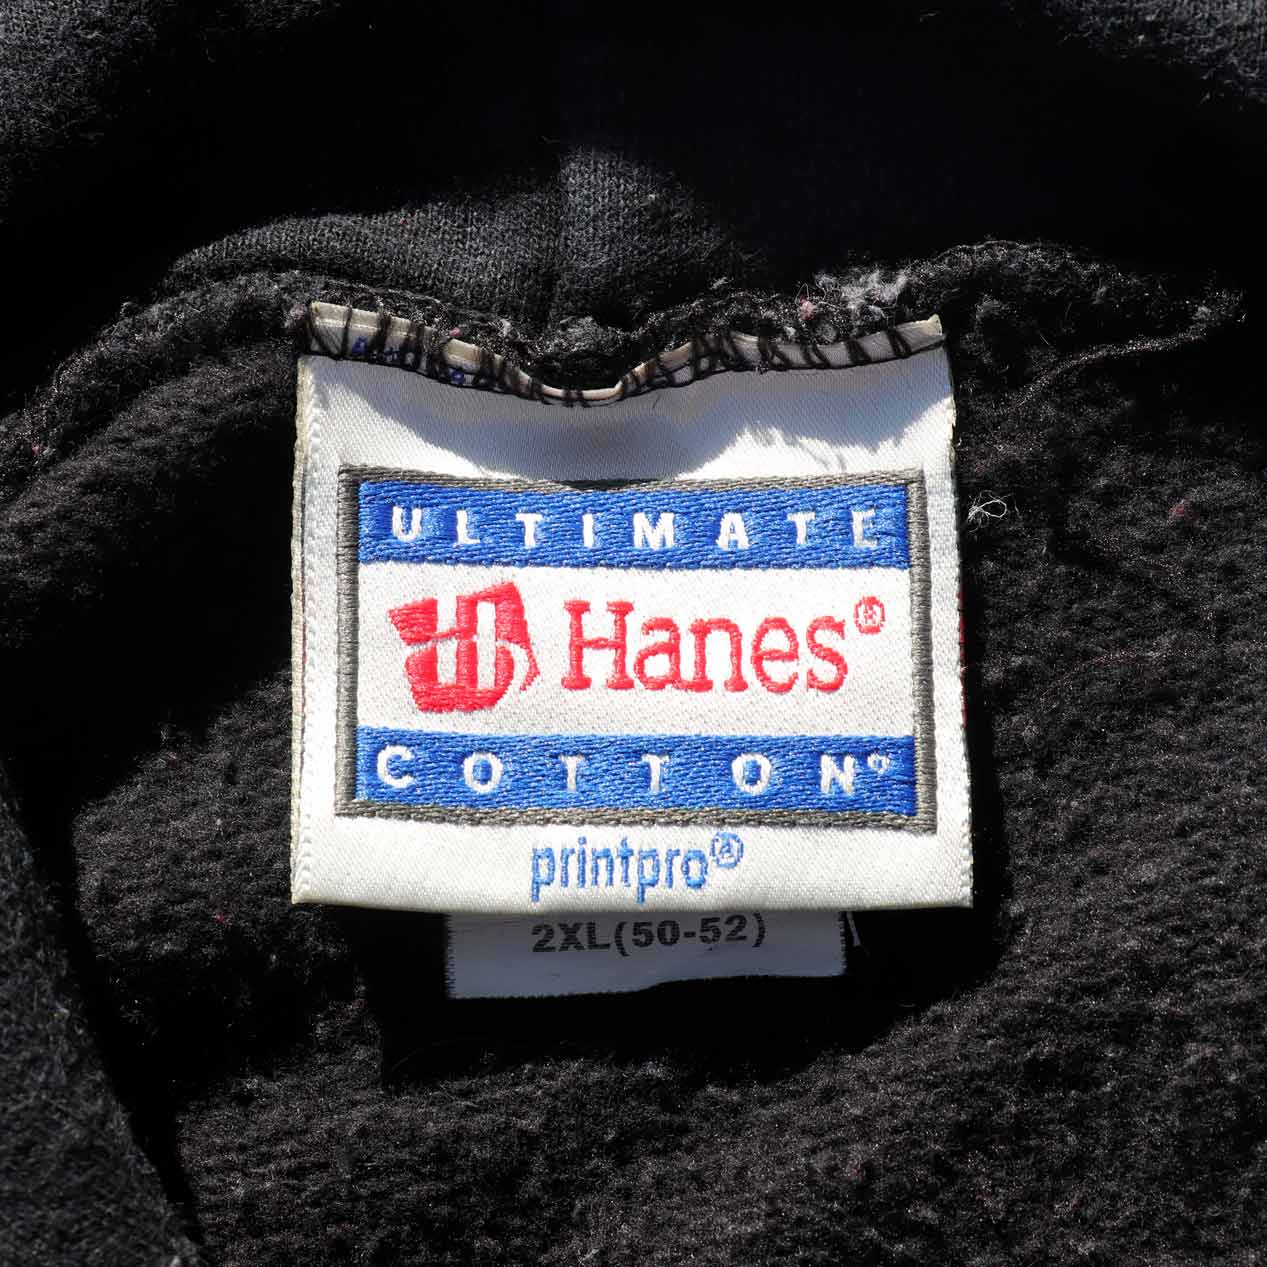 ULTIMATE
Hanes®
COTTON
printpro®
2XL(50-52)